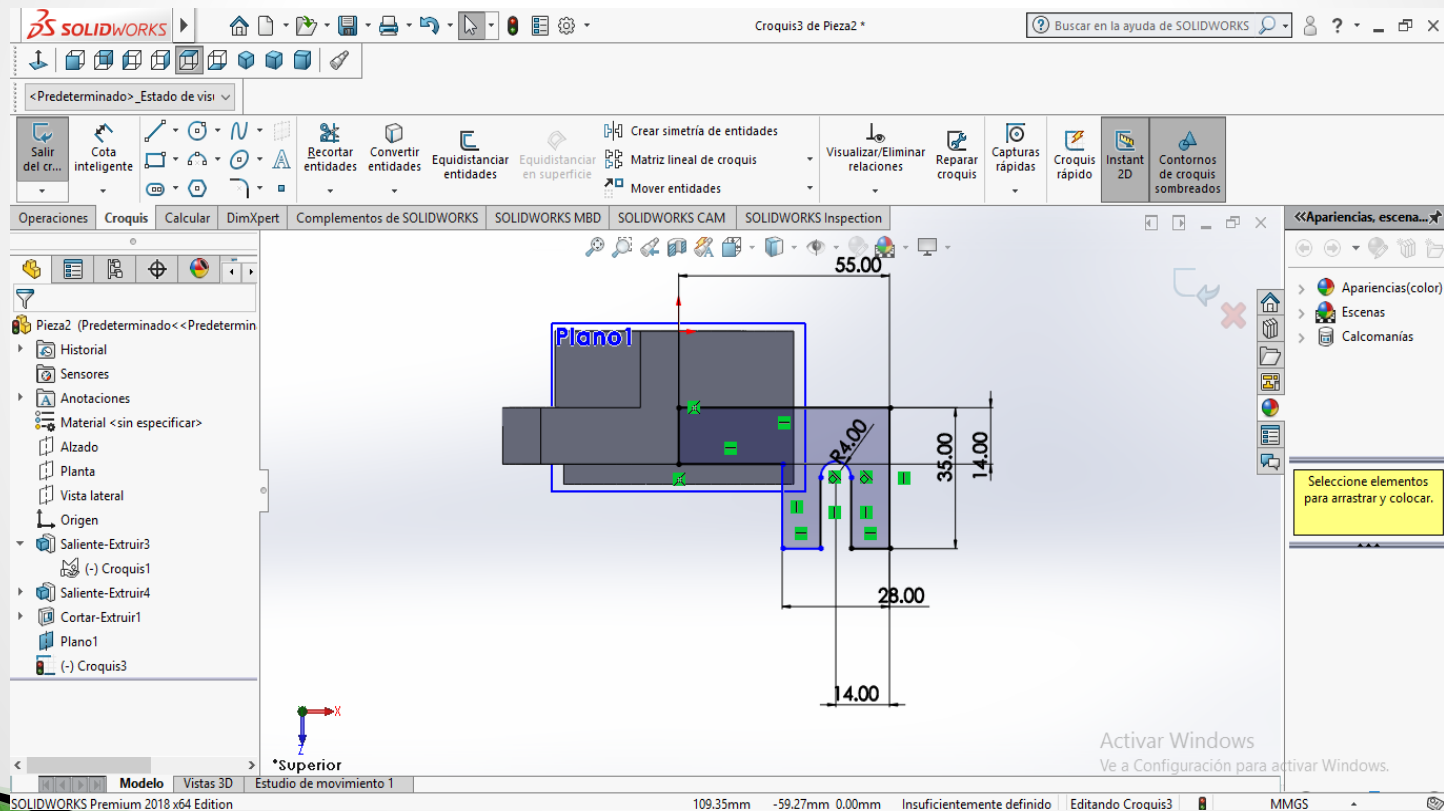 SOLIDWORKS
Croquis3 de Pieza2 *
Buscar en la ayuda de SOLIDWORKS
<Predeterminado>_Estado de visı
Salir del cr...
Cota inteligente
Recortar entidades
Convertir entidades
Equidistanciar entidades
Equidistanciar en superficie
Crear simetría de entidades
Matriz lineal de croquis
Mover entidades
Visualizar/Eliminar relaciones
Reparar croquis
Capturas rápidas
Croquis rápido
Instant 2D
Contornos de croquis sombreados
Operaciones Croquis Calcular DimXpert Complementos de SOLIDWORKS SOLIDWORKS MBD SOLIDWORKS CAM SOLIDWORKS Inspection
<<Apariencias, escena...
Pieza2 (Predeterminado<<Predetermin
Historial
Sensores
Anotaciones
Material <sin especificar>
Alzado
Planta
Vista lateral
Origen
Saliente-Extruir3
(-) Croquis1
Saliente-Extruir4
Cortar-Extruir1
Plano1
(-) Croquis3
55.00
Plano1
R4.00
35.00
14.00
28.00
14.00
X
Z
*Superior
Apariencias(color)
Escenas
Calcomanías
Seleccione elementos
para arrastrar y colocar.
Activar Windows
Ve a Configuración para activar Windows.
Modelo Vistas 3D Estudio de movimiento 1
SOLIDWORKS Premium 2018 x64 Edition
109.35mm -59.27mm 0.00mm Insuficientemente definido Editando Croquis3 MMGS